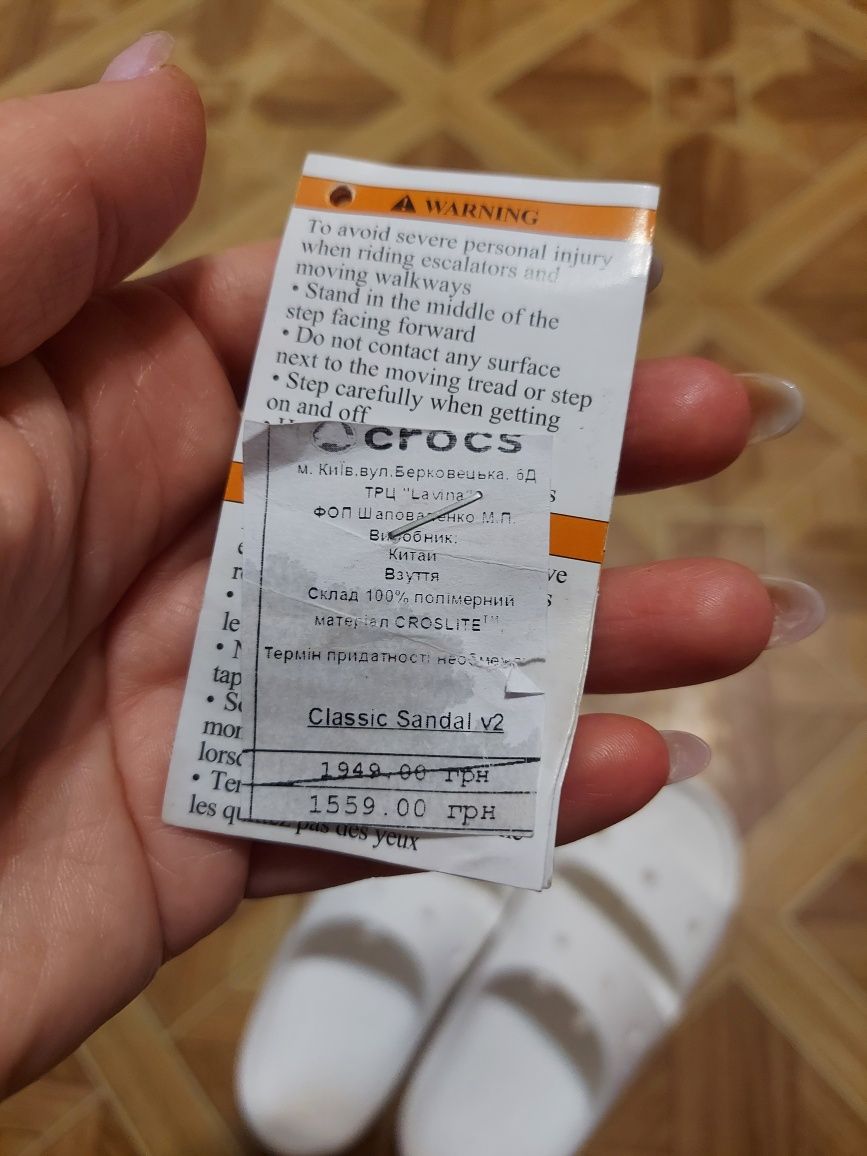 WARNING
To avoid severe personal injury
when riding escalators and
moving walkways
• Stand in the middle of the
step facing forward
• Do not contact any surface
next to the moving tread or step
• Step carefully when getting
on and off
crocs
м. Київ.вул.Берковецька, 6Д
ТРЦ "Lavina"
ФОП Шаповаленко М.П.
Виробник:
Китай
Взуття
Склад 100% полімерний
матеріал CROSLITE™,
Термін придатності
Classic Sandal v2
1949.00 грн
1559.00 грн
les
pas des yeux